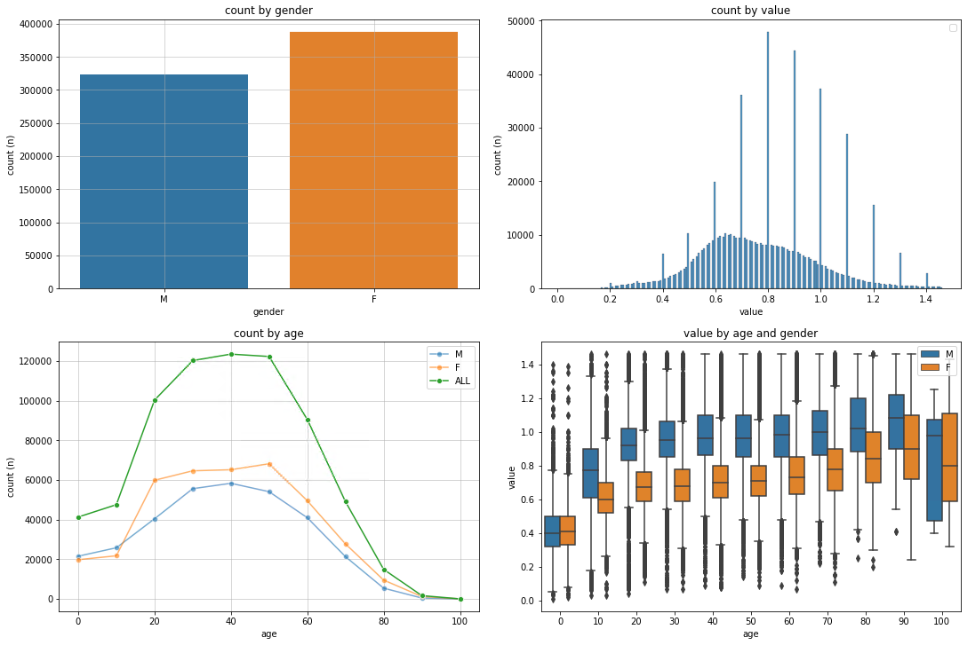 count by gender
count (n)
400000
350000
300000
250000
200000
150000
100000
50000
0
M F
gender
count by value
count (n)
50000
40000
30000
20000
10000
0
0.0 0.2 0.4 0.6 0.8 1.0 1.2 1.4
value
count by age
count (n)
120000
100000
80000
60000
40000
20000
0
M
F
ALL
0 20 40 60 80 100
age
value by age and gender
value
1.4
1.2
1.0
0.8
0.6
0.4
0.2
0.0
M
F
0 10 20 30 40 50 60 70 80 90 100
age